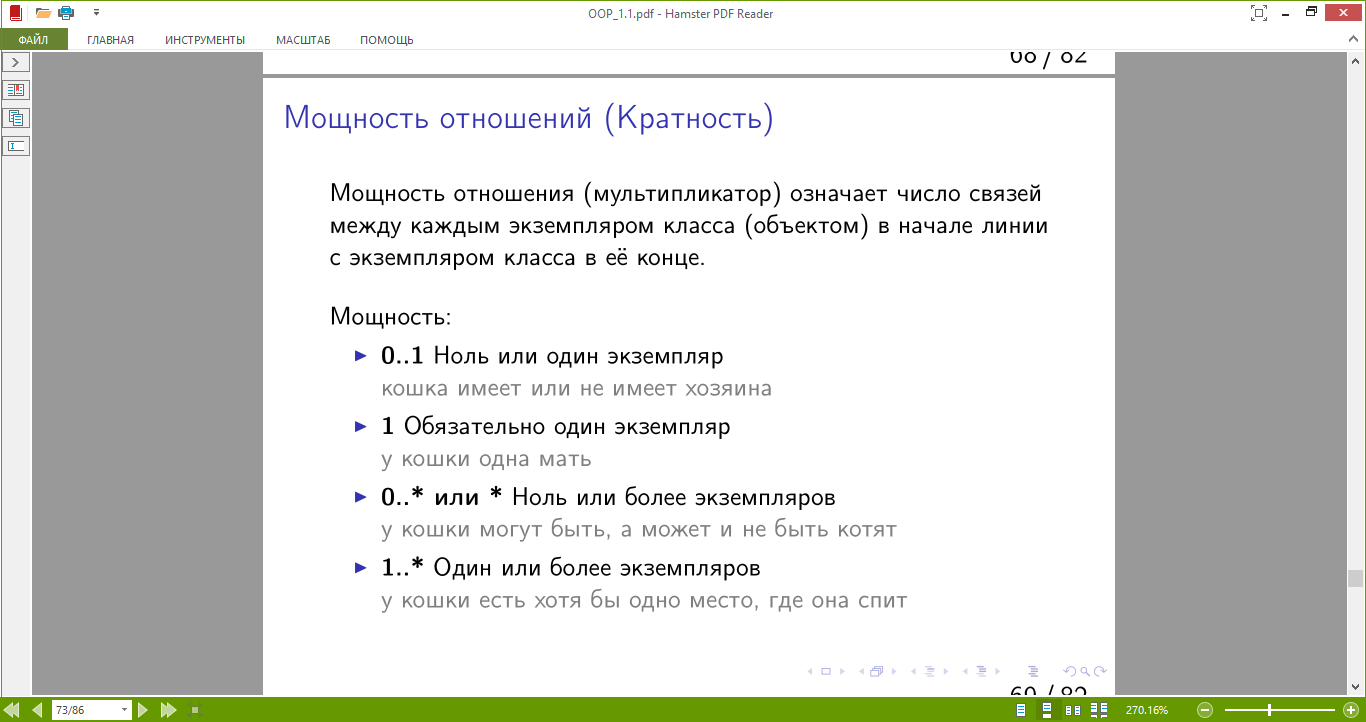 OOP_1.1.pdf - Hamster PDF Reader
ФАЙЛ ГЛАВНАЯ ИНСТРУМЕНТЫ МАСШТАБ ПОМОЩЬ
68 / 82
Мощность отношений (Кратность)
Мощность отношения (мультипликатор) означает число связей
между каждым экземпляром класса (объектом) в начале линии
с экземпляром класса в её конце.
Мощность:
0..1 Ноль или один экземпляр
кошка имеет или не имеет хозяина
1 Обязательно один экземпляр
у кошки одна мать
0..* или * Ноль или более экземпляров
у кошки могут быть, а может и не быть котят
1..* Один или более экземпляров
у кошки есть хотя бы одно место, где она спит
69 / 82
73/86
270.16%